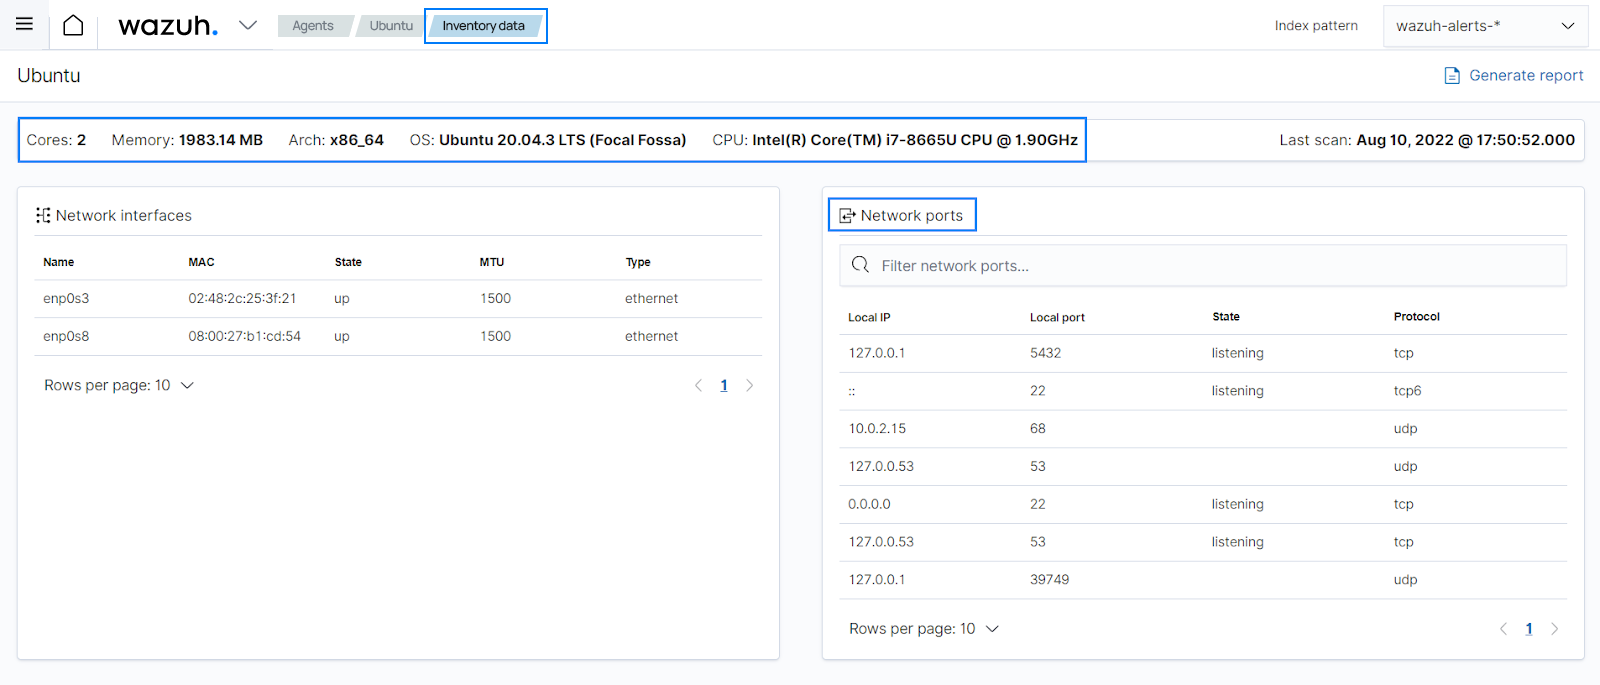 wazuh. Agents Ubuntu Inventory data Index pattern wazuh-alerts-*
Ubuntu Generate report
Cores: 2 Memory: 1983.14 MB Arch: x86_64 OS: Ubuntu 20.04.3 LTS (Focal Fossa) CPU: Intel(R) Core(TM) i7-8665U CPU @ 1.90GHz Last scan: Aug 10, 2022 @ 17:50:52.000
Network interfaces
Name MAC State MTU Type
enp0s3 02:48:2c:25:3f:21 up 1500 ethernet
enp0s8 08:00:27:b1:cd:54 up 1500 ethernet
Rows per page: 10 1
Network ports
Filter network ports...
Local IP Local port State Protocol
127.0.0.1 5432 listening tcp
:: 22 listening tcp6
10.0.2.15 68 udp
127.0.0.53 53 udp
0.0.0.0 22 listening tcp
127.0.0.53 53 listening tcp
127.0.0.1 39749 udp
Rows per page: 10 1